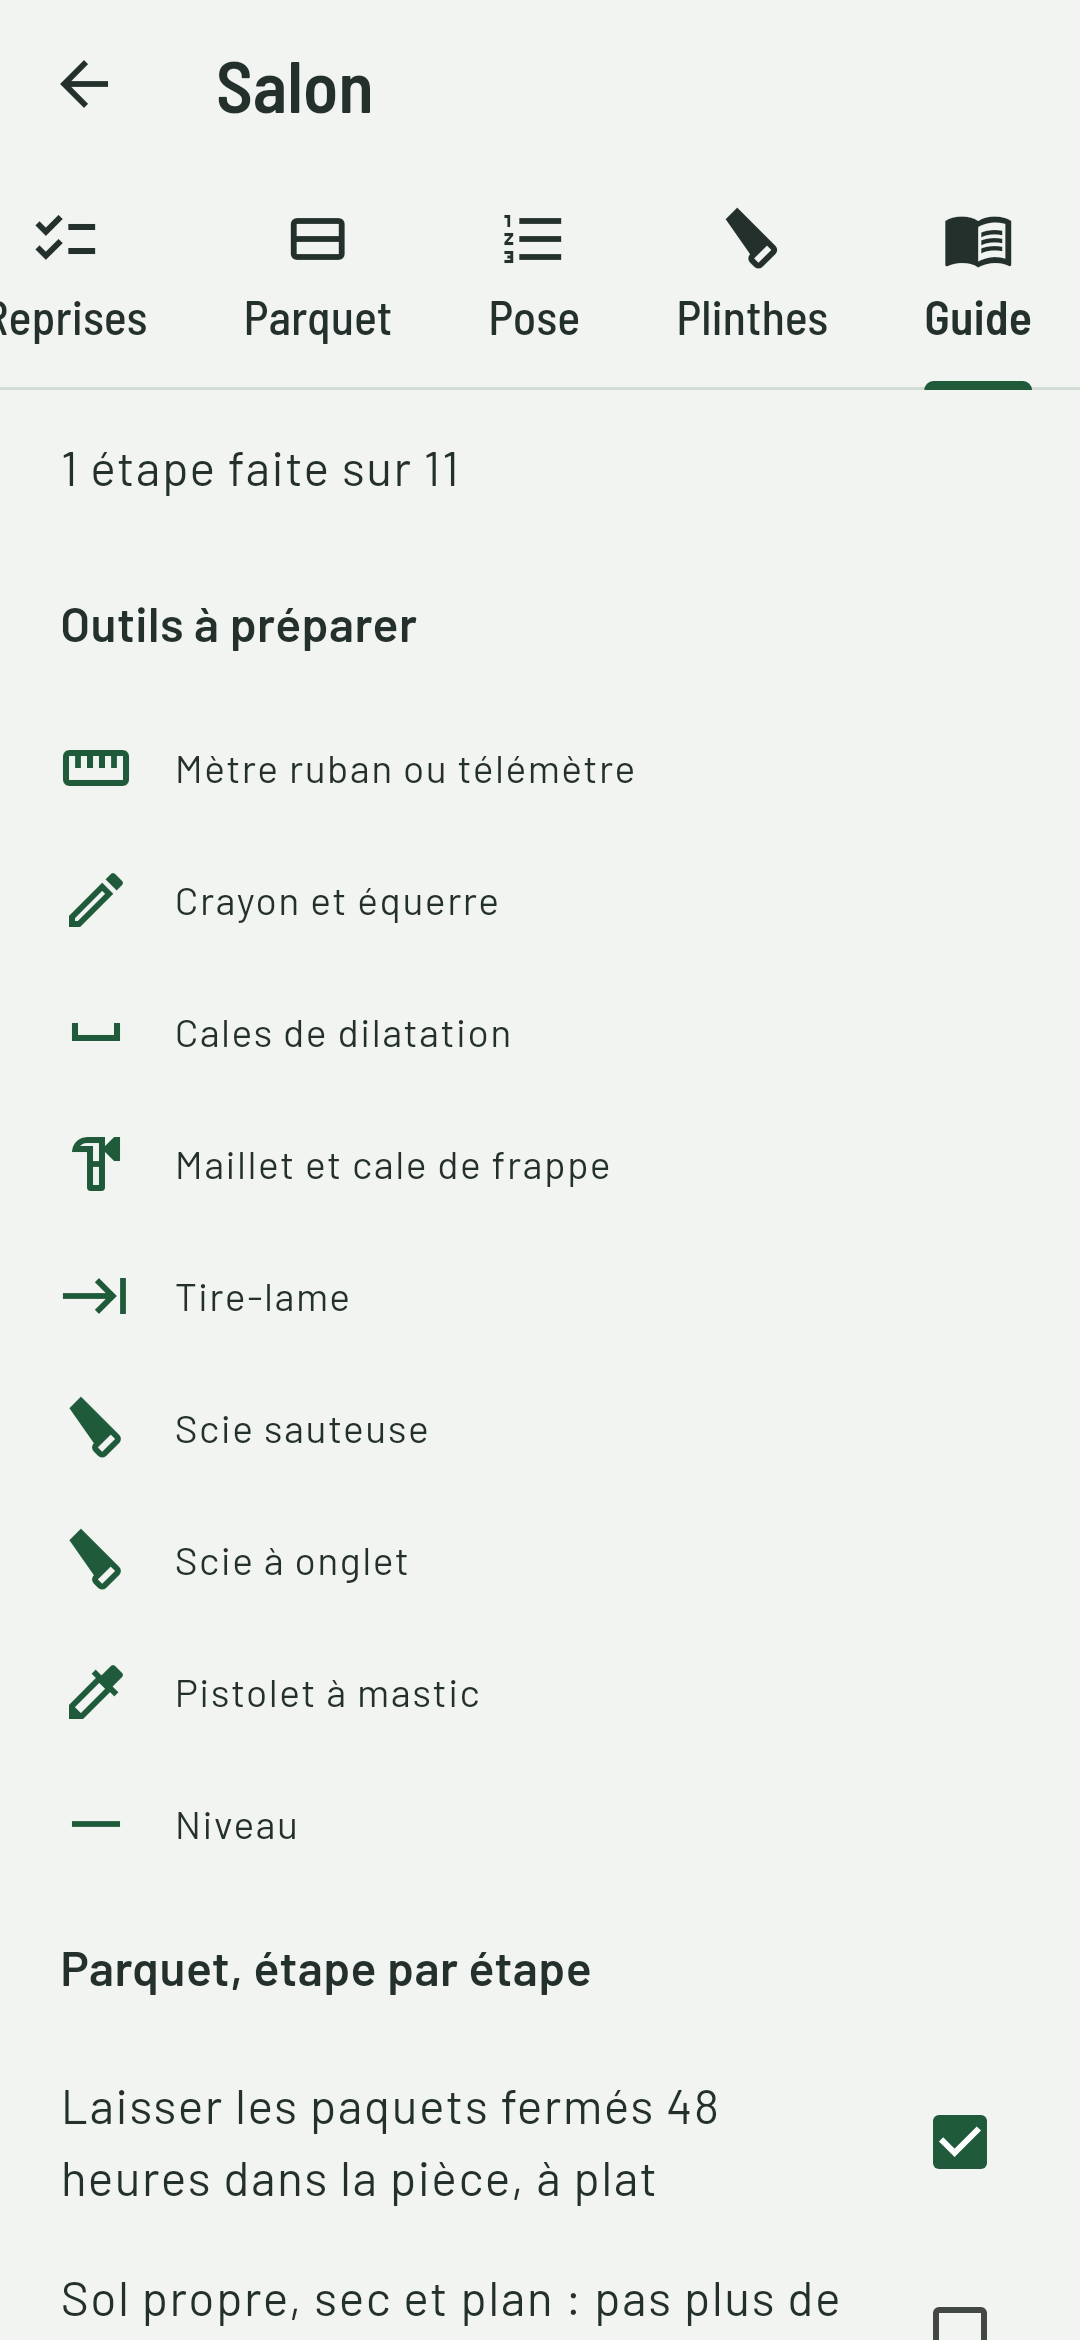 Salon
Reprises
Parquet
Pose
Plinthes
Guide
1 étape faite sur 11
Outils à préparer
Mètre ruban ou télémètre
Crayon et équerre
Cales de dilatation
Maillet et cale de frappe
Tire-lame
Scie sauteuse
Scie à onglet
Pistolet à mastic
Niveau
Parquet, étape par étape
Laisser les paquets fermés 48
heures dans la pièce, à plat
Sol propre, sec et plan : pas plus de